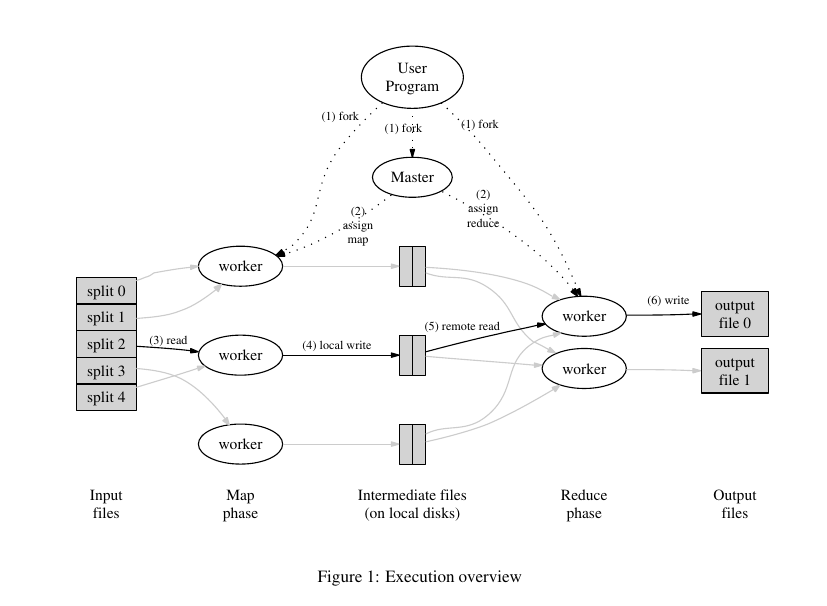 User
Program
(1) fork
(1) fork
(1) fork
Master
(2)
assign
map
(2)
assign
reduce
worker
split 0
split 1
split 2
split 3
split 4
(3) read
worker
(4) local write
(5) remote read
worker
(6) write
output
file 0
worker
output
file 1
worker
Input
files
Map
phase
Intermediate files
(on local disks)
Reduce
phase
Output
files
Figure 1: Execution overview